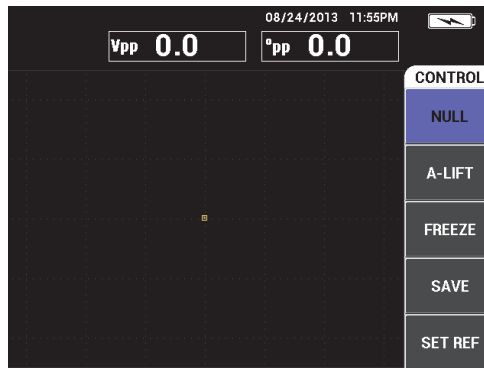 08/24/2013 11:55PM
Vpp 0.0
°pp 0.0
CONTROL
NULL
A-LIFT
FREEZE
SAVE
SET REF